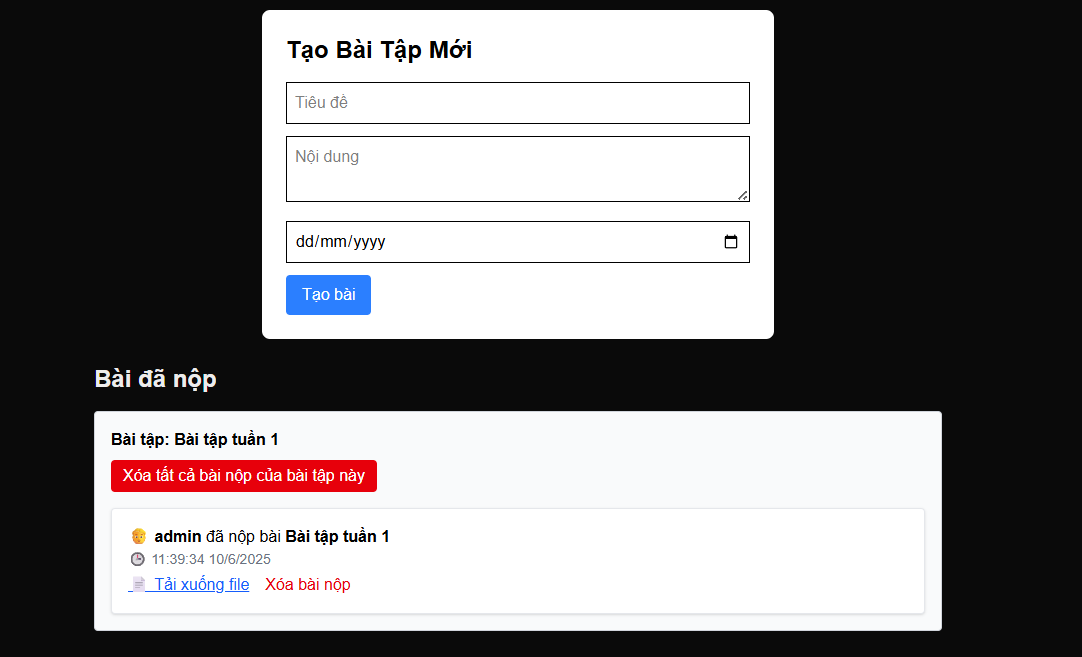 Tạo Bài Tập Mới
Tiêu đề
Nội dung
dd/mm/yyyy
Tạo bài
Bài đã nộp
Bài tập: Bài tập tuần 1
Xóa tất cả bài nộp của bài tập này
admin đã nộp bài Bài tập tuần 1
11:39:34 10/6/2025
Tải xuống file Xóa bài nộp